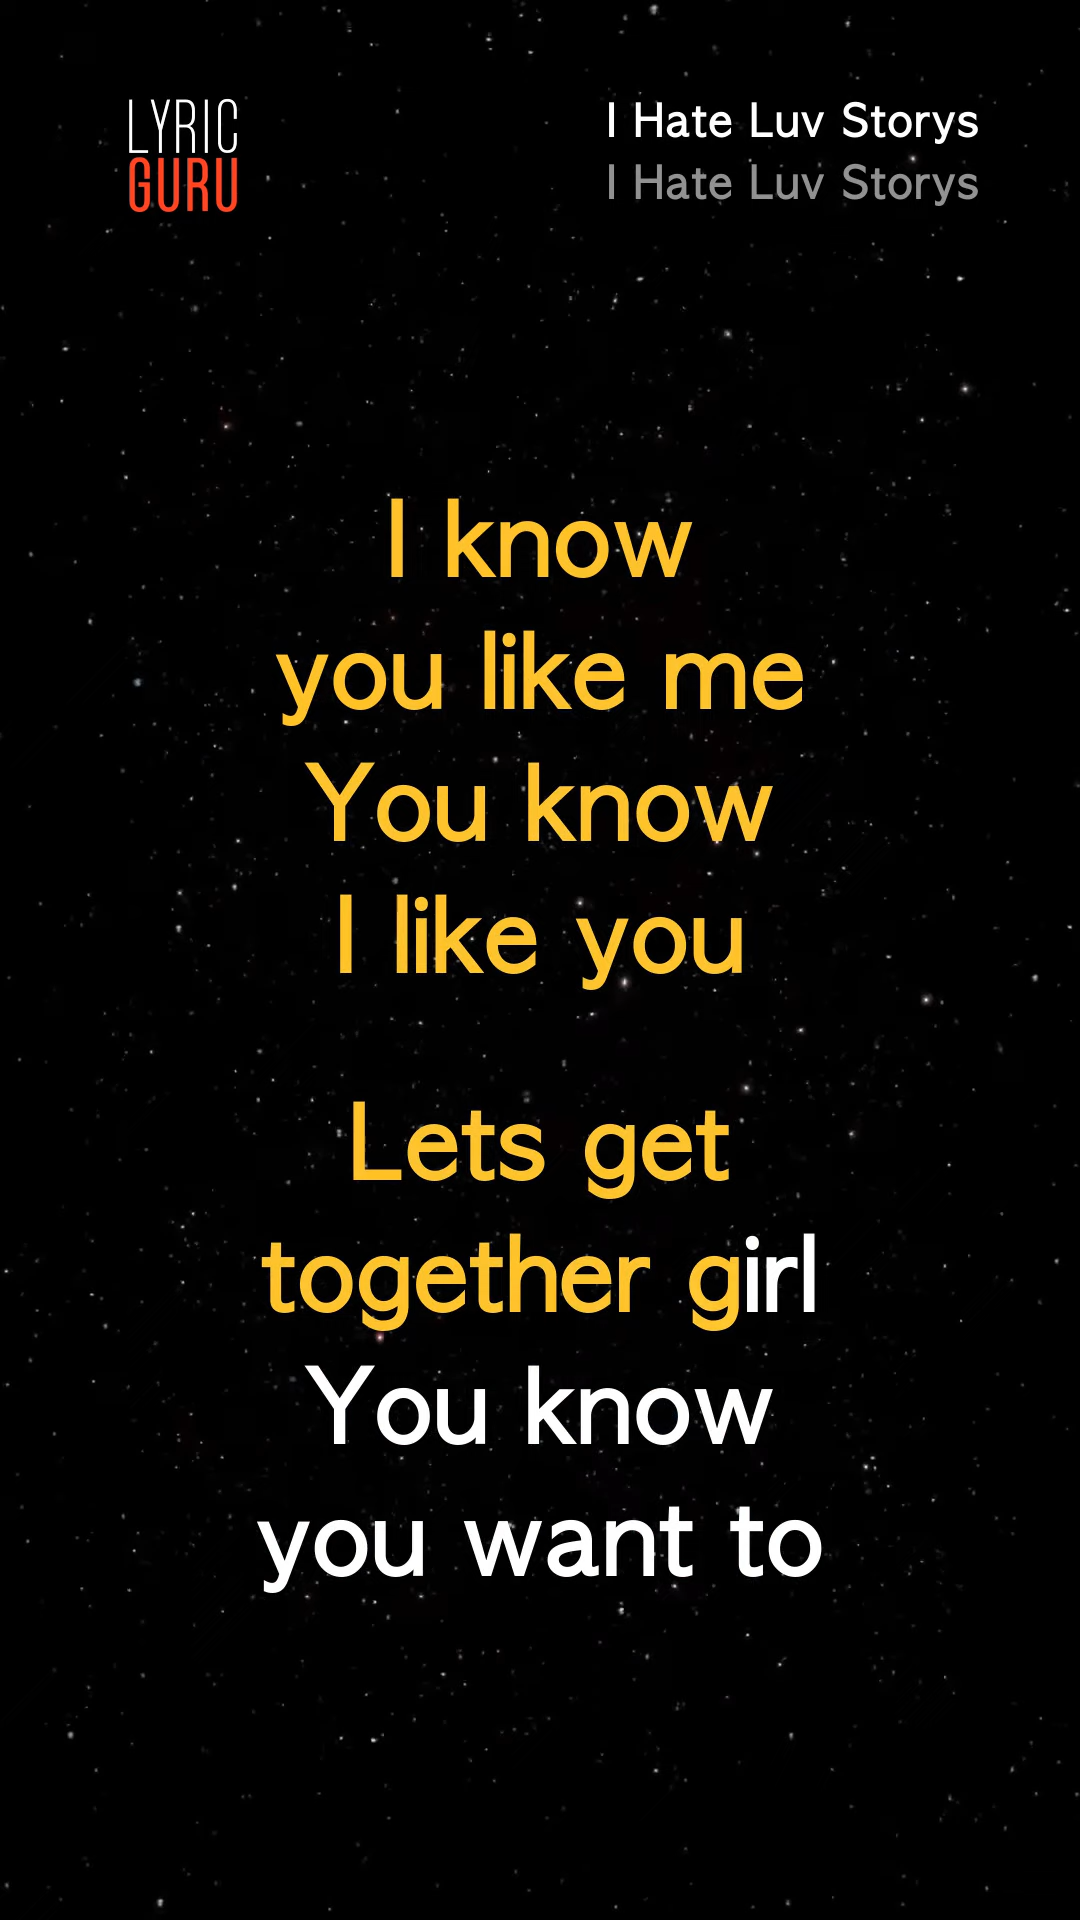 LYRIC
GURU
I Hate Luv Storys
I Hate Luv Storys
I know
you like me
You know
I like you
Lets get
together girl
You know
you want to